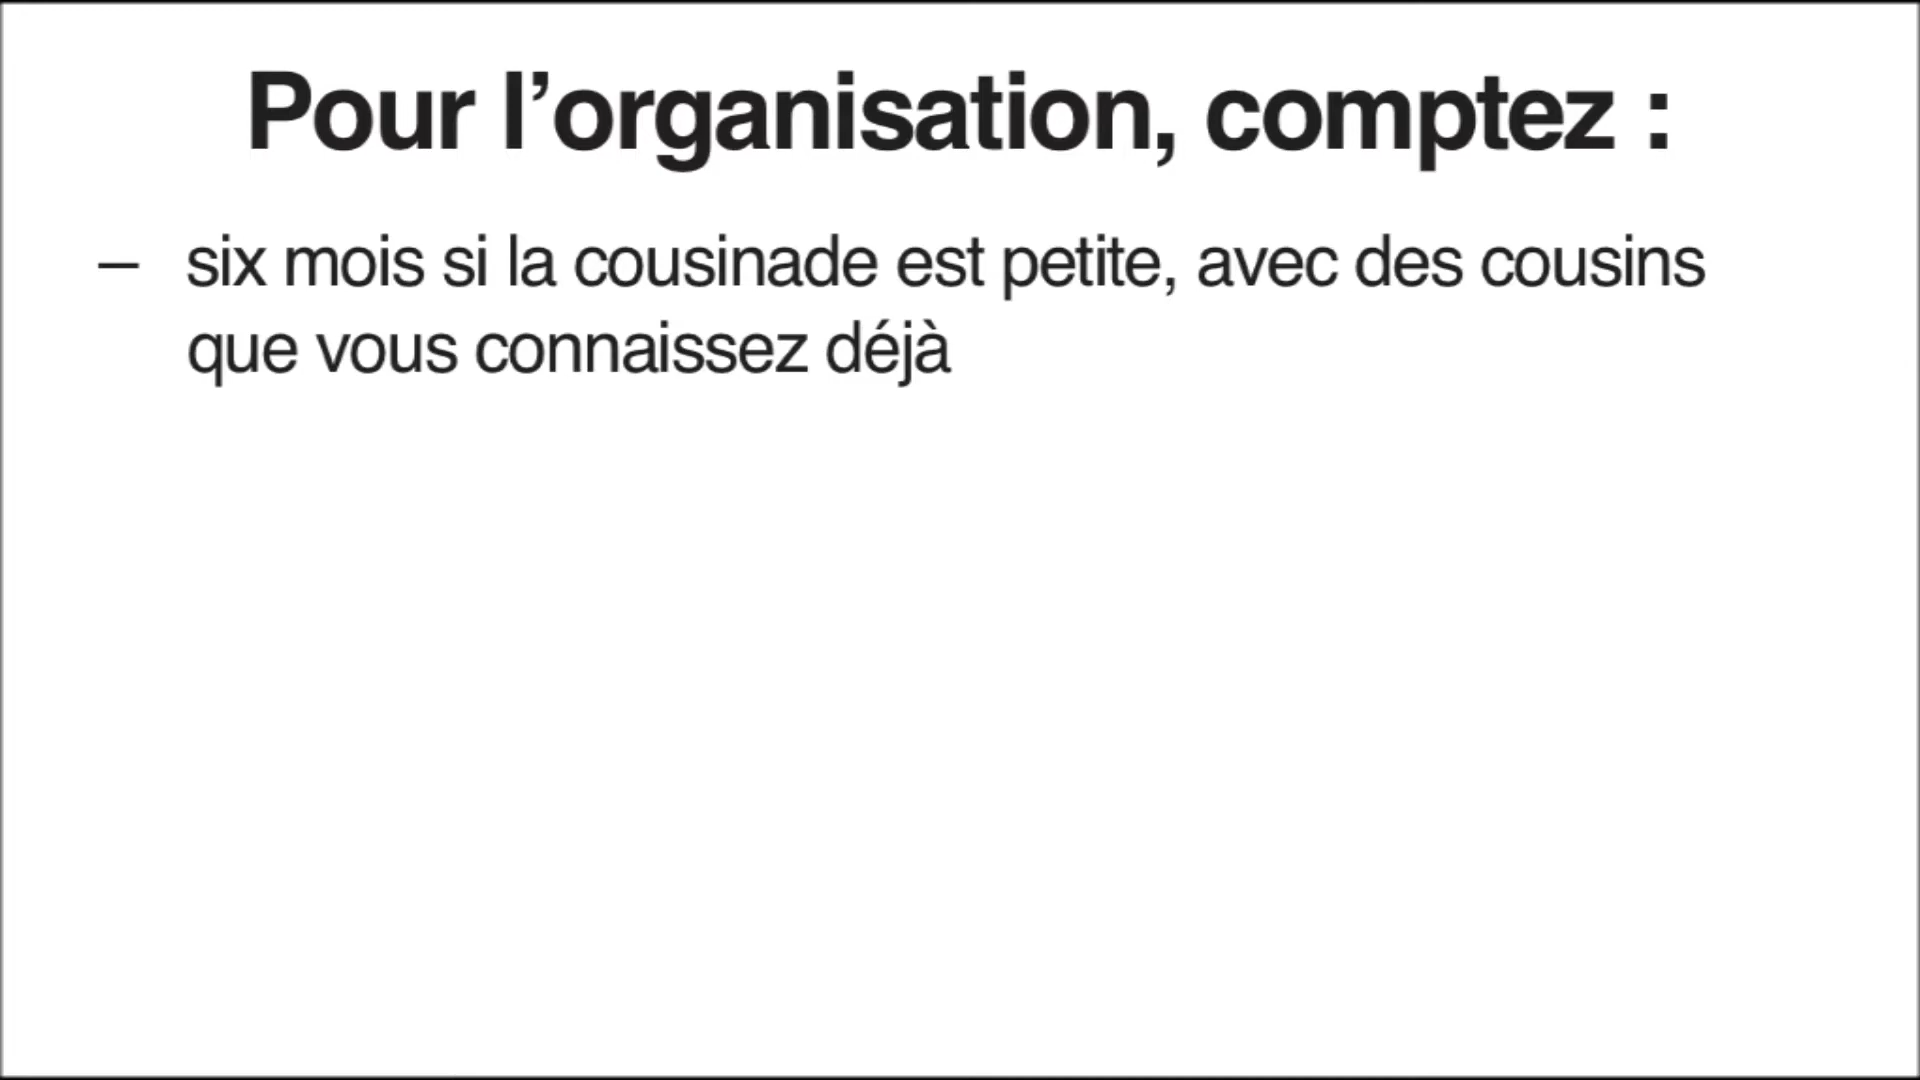 Pour l’organisation, comptez :
– six mois si la cousinade est petite, avec des cousins
que vous connaissez déjà